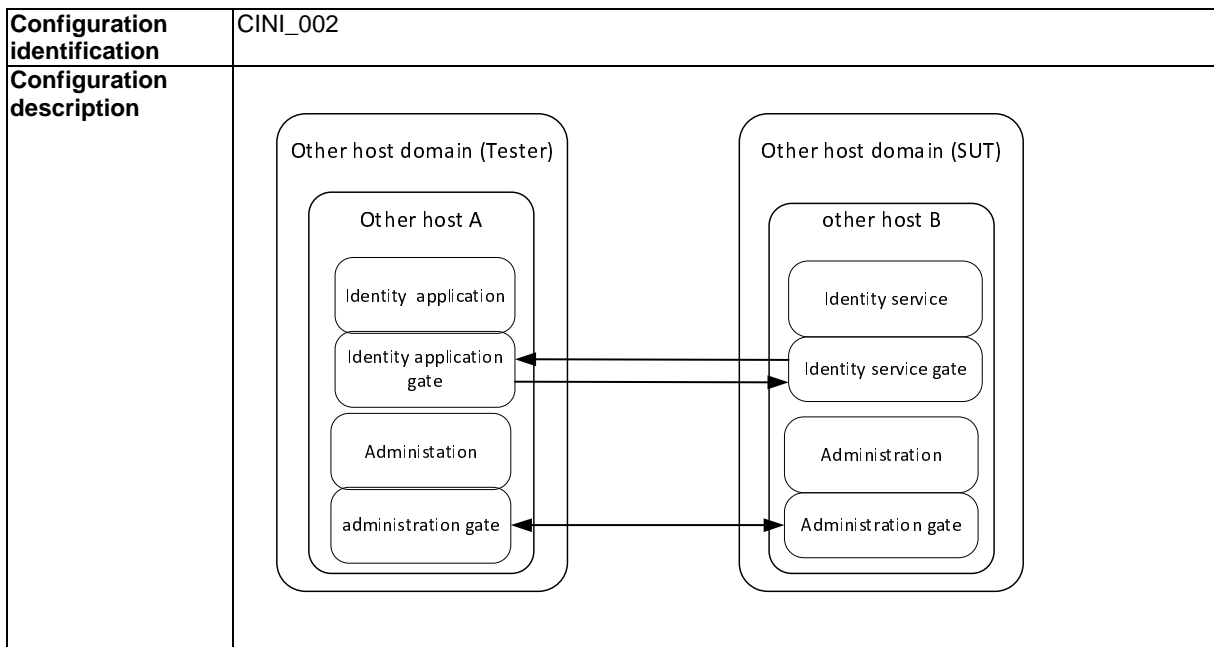 Configuration identification
CINI_002
Configuration description
Other host domain (Tester)
Other host A
Identity application
Identity application
gate
Administation
administration gate
Other host domain (SUT)
other host B
Identity service
Identity service gate
Administration
Administration gate